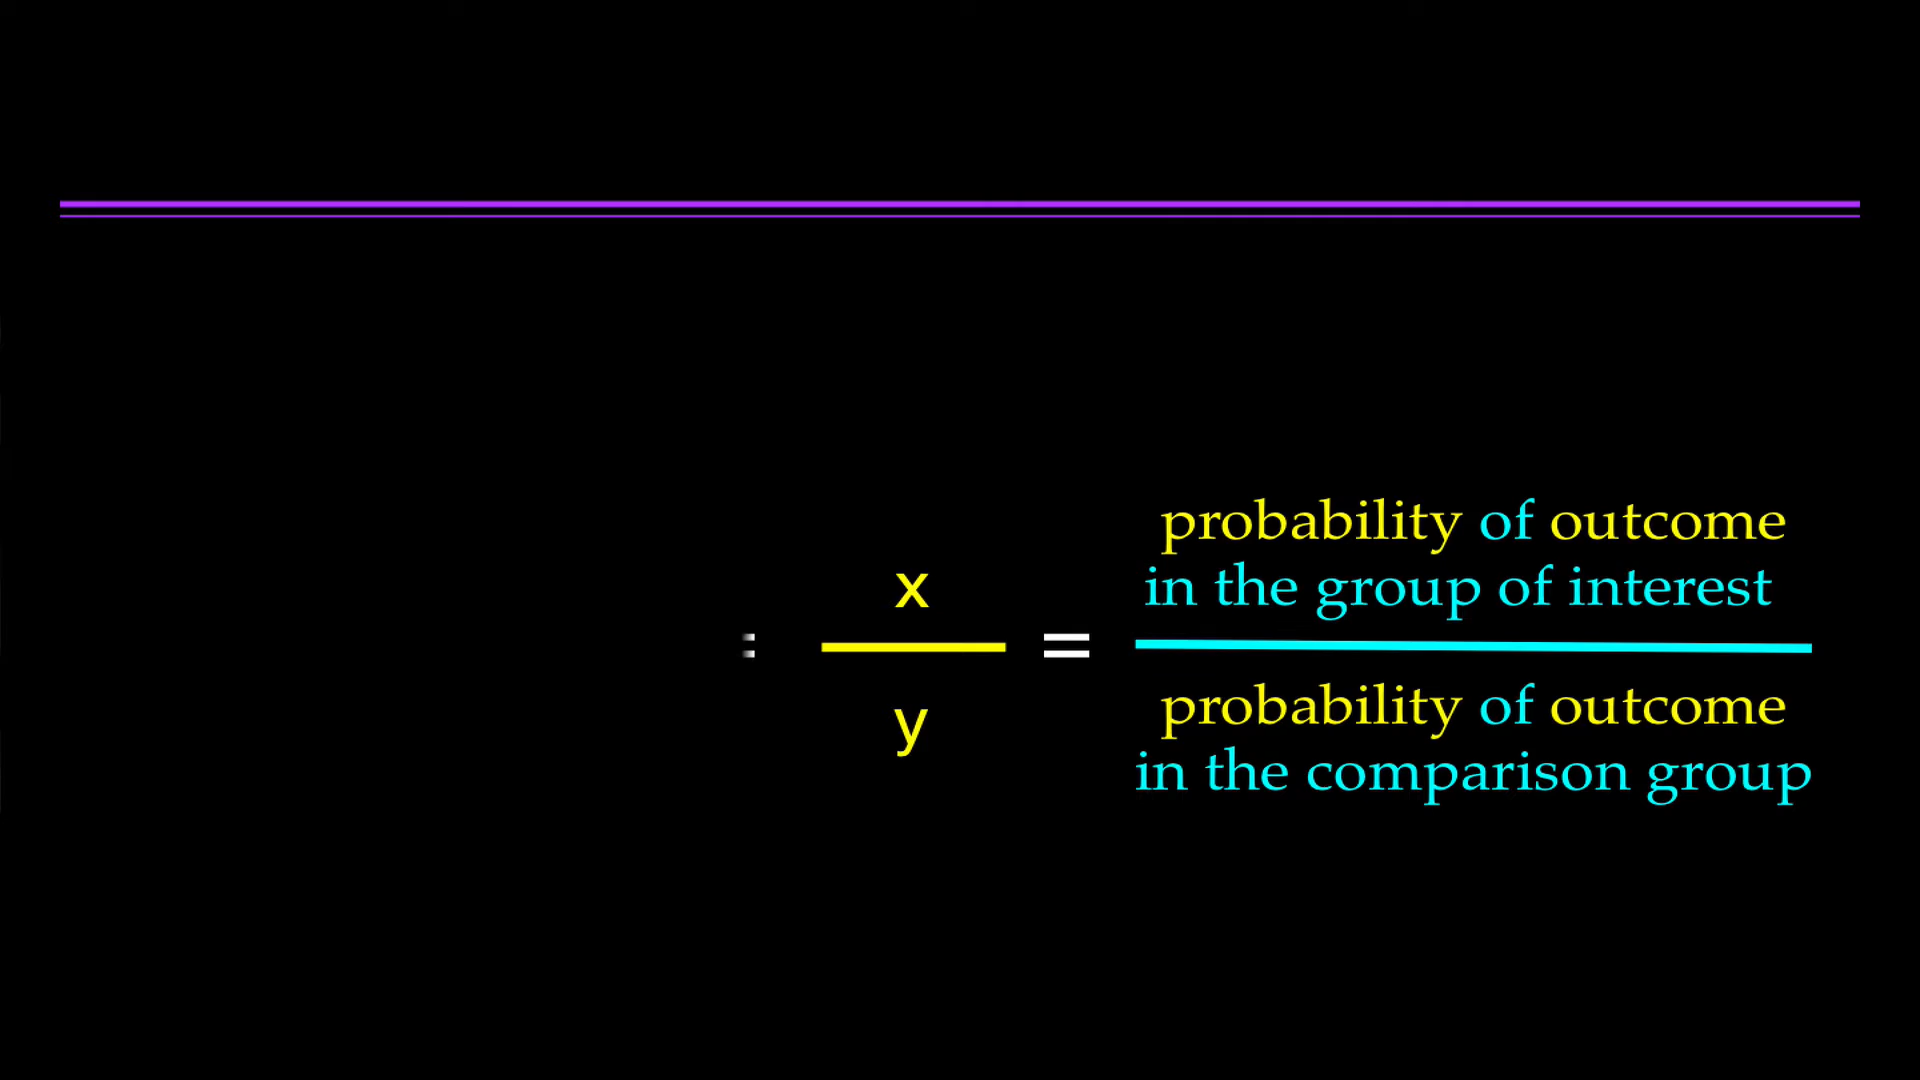 x
y
=
probability of outcome
in the group of interest
probability of outcome
in the comparison group